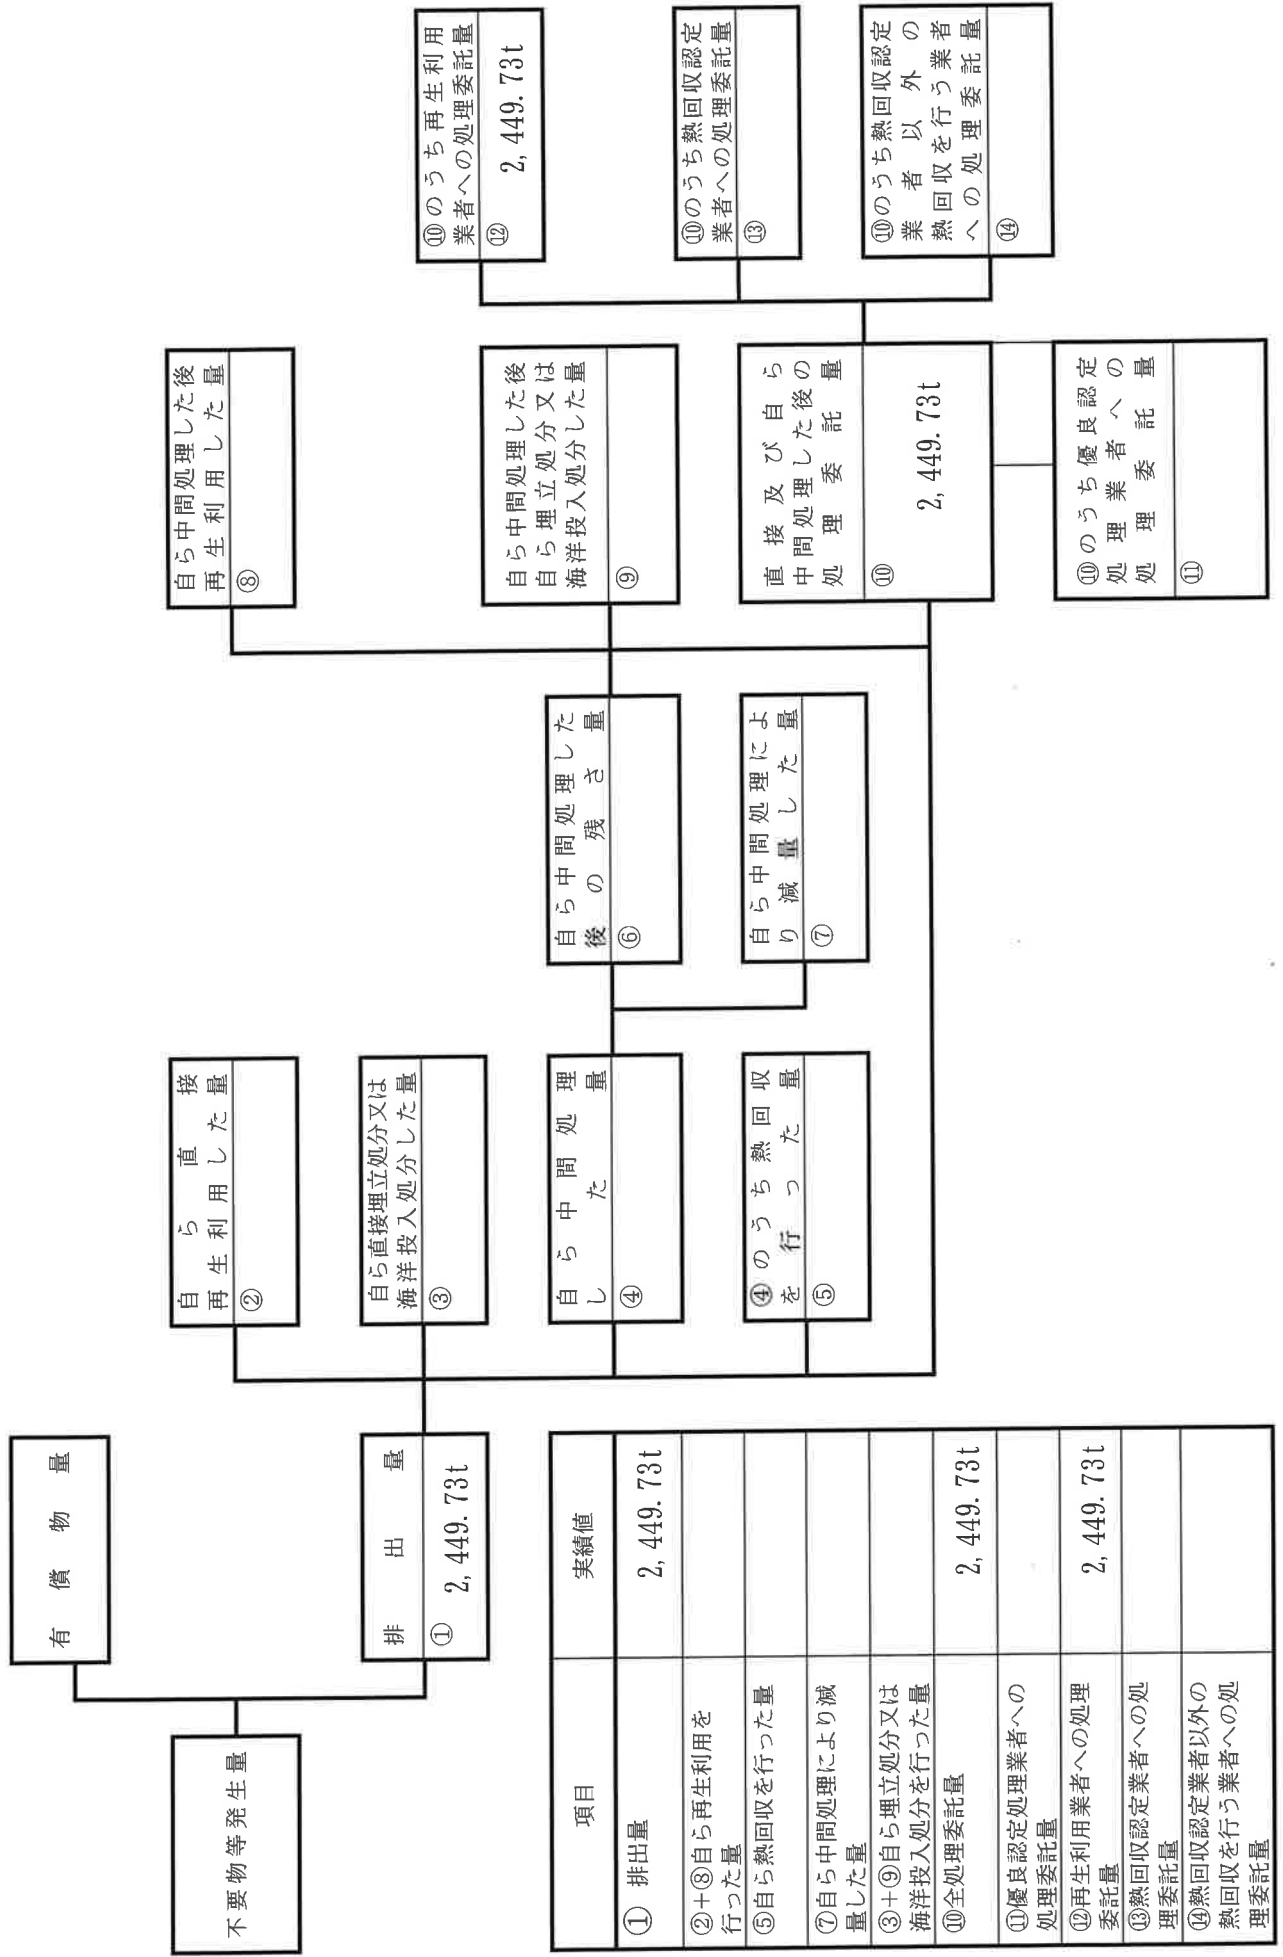 不要物等発生量
有償物量
排出量
① 2,449.73t
自ら直接
再生利用した量
②
自ら直接埋立処分又は
海洋投入処分した量
③
自ら中間処理
した量
④
④のうち熱回収
を行った量
⑤
自ら中間処理した
後の残さ量
⑥
自ら中間処理によ
り減量した量
⑦
自ら中間処理した後
再生利用した量
⑧
自ら中間処理した後
自ら埋立処分又は
海洋投入処分した量
⑨
直接及び自ら
中間処理した後の
処理委託量
⑩
2,449.73t
⑩のうち優良認定
処理業者への
処理委託量
⑪
⑩のうち再生利用
業者への処理委託量
⑫ 2,449.73t
⑩のうち熱回収認定
業者への処理委託量
⑬
⑩のうち熱回収認定
業者以外の
熱回収を行う業者
への処理委託量
⑭
項目 実績値
① 排出量 2,449.73t
②+⑧自ら再生利用を
行った量
⑤自ら熱回収を行った量
⑦自ら中間処理により減
量した量
③+⑨自ら埋立処分又は
海洋投入処分を行った量
⑩全処理委託量 2,449.73t
⑪優良認定処理業者への
処理委託量
⑫再生利用業者への処理
委託量 2,449.73t
⑬熱回収認定業者への処
理委託量
⑭熱回収認定業者以外の
熱回収を行う業者への処
理委託量